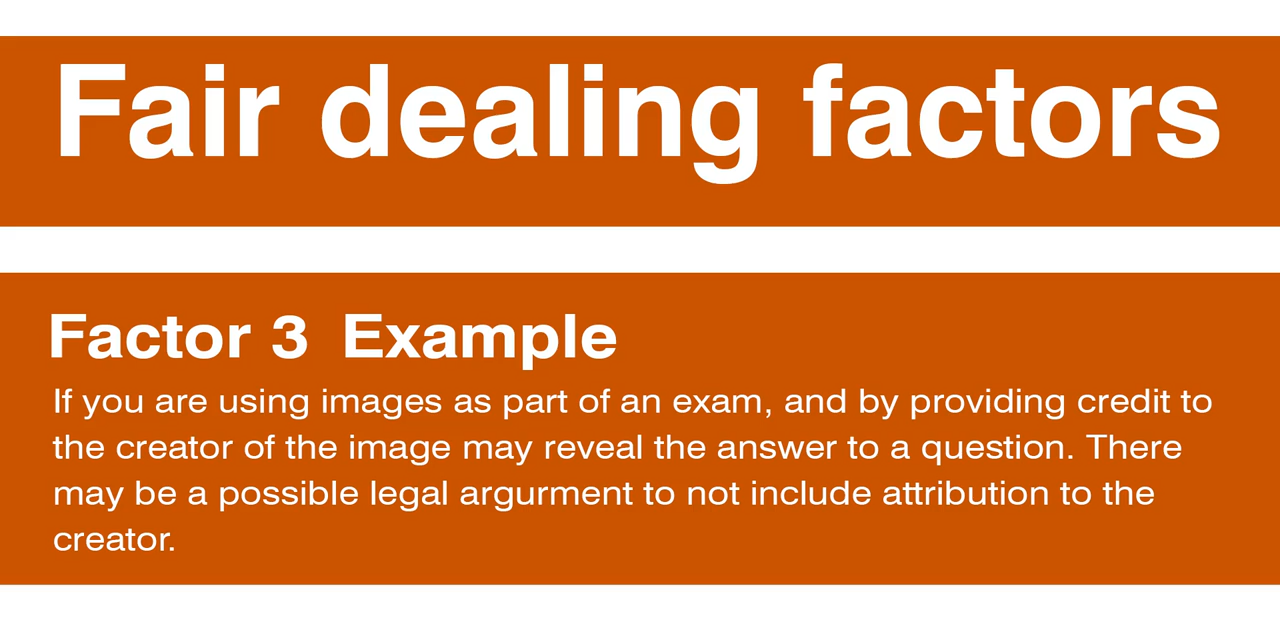 Fair dealing factors
Factor 3 Example
If you are using images as part of an exam, and by providing credit to
the creator of the image may reveal the answer to a question. There
may be a possible legal argurment to not include attribution to the
creator.